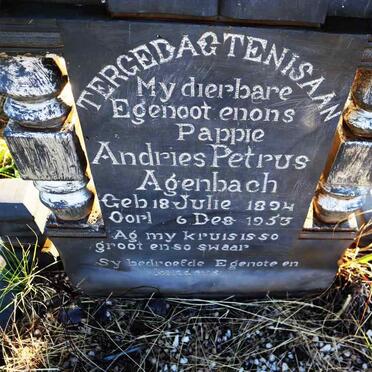 TERGEDAGTENIS AAN
My dierbare
Egenoot en ons
Pappie
Andries Petrus
Agenbach
Geb 18 Julie 1894
Oorl 6 Des 1953
Ag my kruis is so
groot en so swaar
Sy bedroefde Egenote en